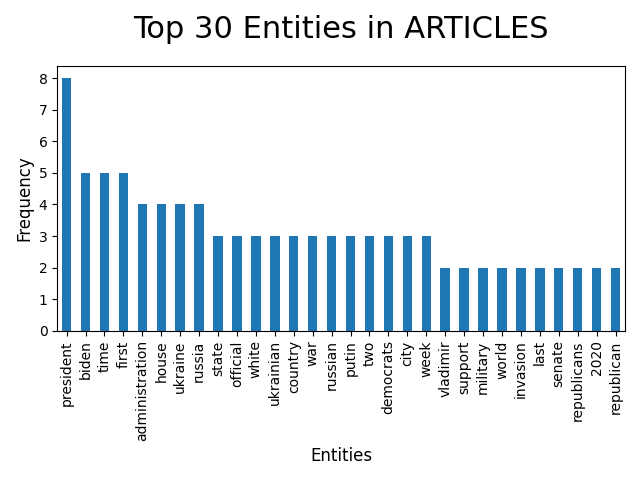 Top 30 Entities in ARTICLES
Frequency
8
7
6
5
4
3
2
1
0
president
biden
time
first
administration
house
ukraine
russia
state
official
white
ukrainian
country
war
russian
putin
two
democrats
city
week
vladimir
support
military
world
invasion
last
senate
republicans
2020
republican
Entities